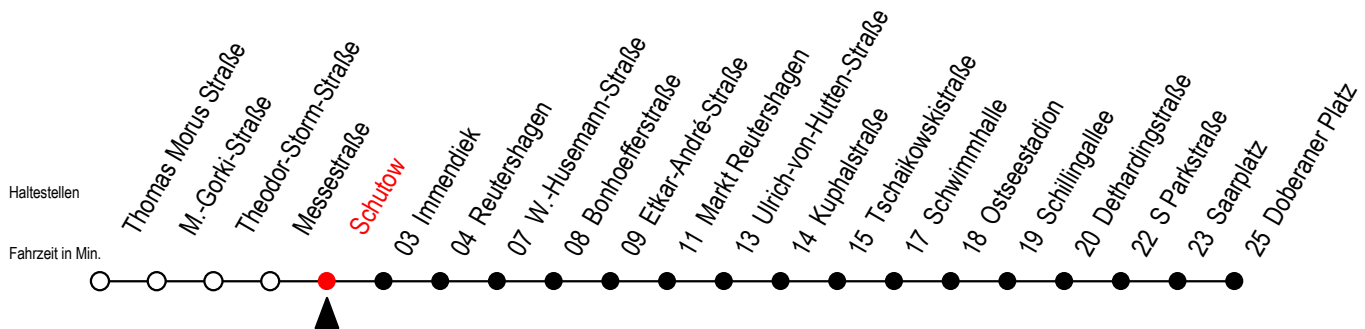 Haltestellen
Fahrzeit in Min.
Thomas Morus Straße
M.-Gorki-Straße
Theodor-Storm-Straße
Messestraße
Schutow
03 Immendiek
04 Reutershagen
07 W.-Husemann-Straße
08 Bonhoefferstraße
09 Etkar-André-Straße
11 Markt Reutershagen
13 Ulrich-von-Hutten-Straße
14 Kuphalstraße
15 Tschaikowskistraße
17 Schwimmhalle
18 Ostseestadion
19 Schillingallee
20 Dethardingstraße
22 S Parkstraße
23 Saarplatz
25 Doberaner Platz